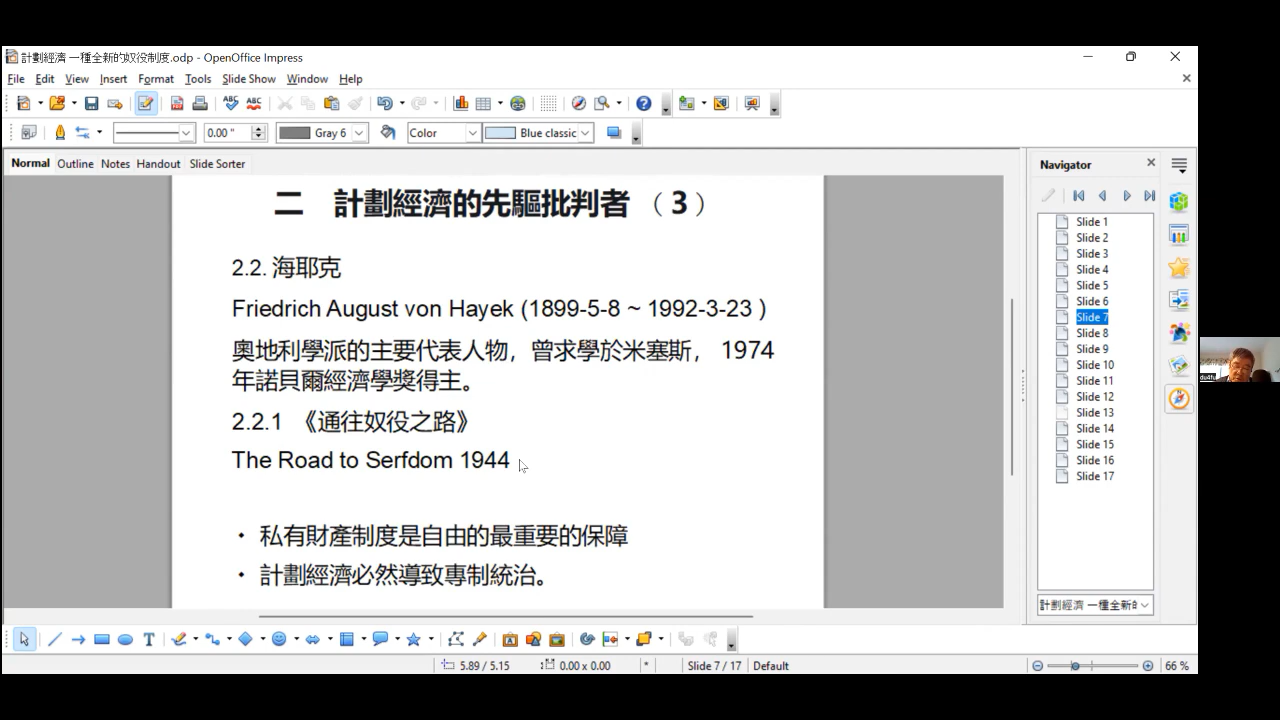 計劃經濟 一種全新的奴役制度.odp - OpenOffice Impress
File Edit View Insert Format Tools Slide Show Window Help
0.00 " Gray 6 Color Blue classic
Normal Outline Notes Handout Slide Sorter
二 計劃經濟的先驅批判者（3）
2.2. 海耶克
Friedrich August von Hayek (1899-5-8 ~ 1992-3-23 )
奧地利學派的主要代表人物，曾求學於米塞斯， 1974
年諾貝爾經濟學獎得主。
2.2.1 《通往奴役之路》
The Road to Serfdom 1944
• 私有財產制度是自由的最重要的保障
• 計劃經濟必然導致專制統治。
Navigator
Slide 1
Slide 2
Slide 3
Slide 4
Slide 5
Slide 6
Slide 7
Slide 8
Slide 9
Slide 10
Slide 11
Slide 12
Slide 13
Slide 14
Slide 15
Slide 16
Slide 17
計劃經濟 一種全新的
5.89 / 5.15 0.00 x 0.00 * Slide 7 / 17 Default 66 %